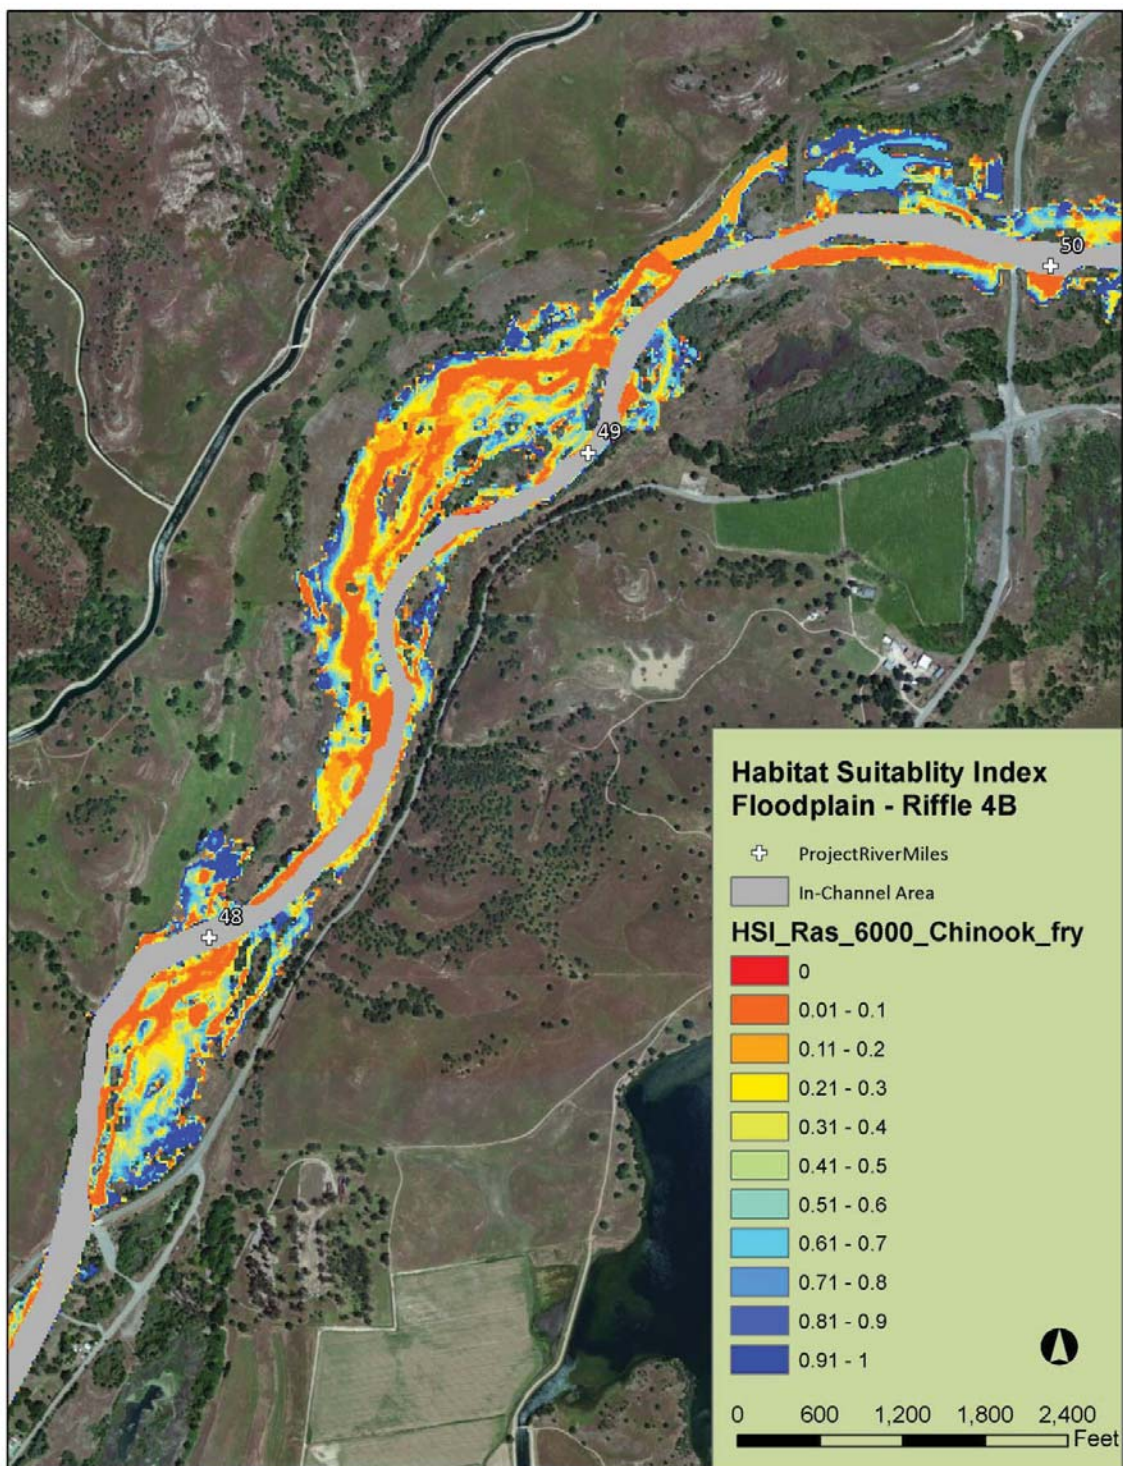 50
49
48
Habitat Suitablity Index
Floodplain - Riffle 4B
ProjectRiverMiles
In-Channel Area
HSI_Ras_6000_Chinook_fry
0
0.01 - 0.1
0.11 - 0.2
0.21 - 0.3
0.31 - 0.4
0.41 - 0.5
0.51 - 0.6
0.61 - 0.7
0.71 - 0.8
0.81 - 0.9
0.91 - 1
0 600 1,200 1,800 2,400
Feet